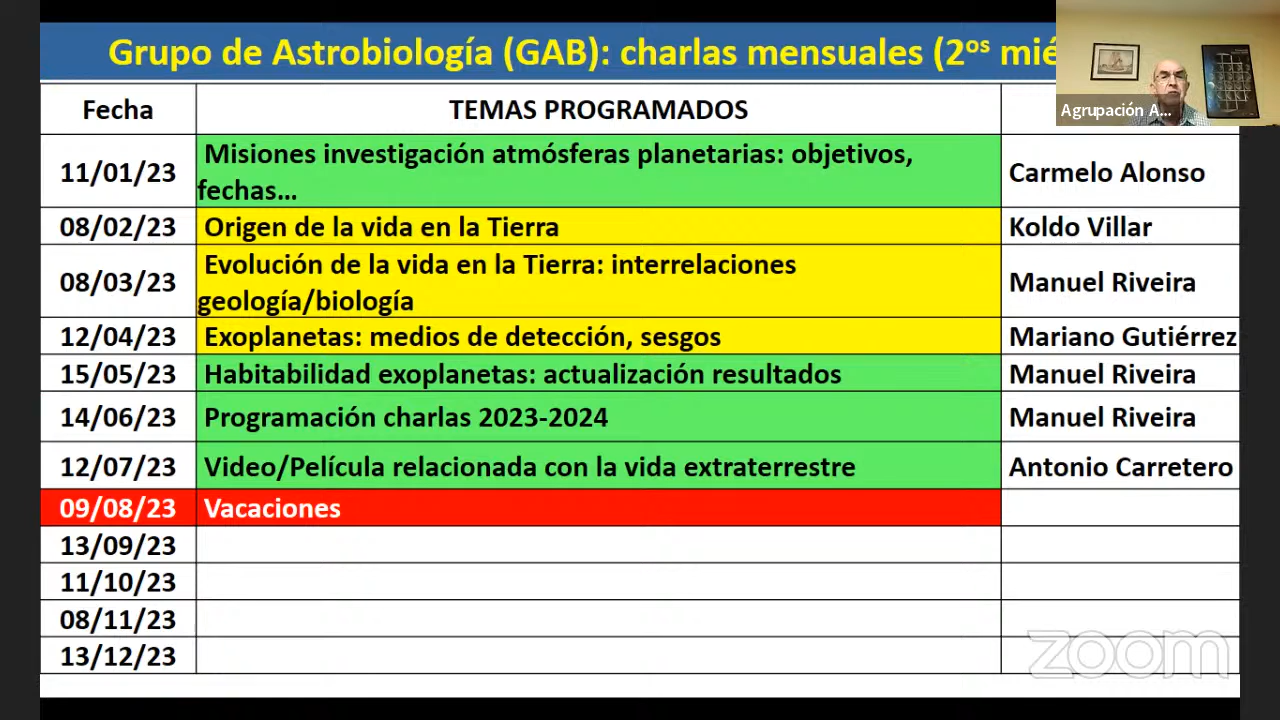 Grupo de Astrobiología (GAB): charlas mensuales (2ºˢ mié
Agrupación A...
Fecha
TEMAS PROGRAMADOS
11/01/23
Misiones investigación atmósferas planetarias: objetivos,
fechas...
Carmelo Alonso
08/02/23
Origen de la vida en la Tierra
Koldo Villar
08/03/23
Evolución de la vida en la Tierra: interrelaciones
geología/biología
Manuel Riveira
12/04/23
Exoplanetas: medios de detección, sesgos
Mariano Gutiérrez
15/05/23
Habitabilidad exoplanetas: actualización resultados
Manuel Riveira
14/06/23
Programación charlas 2023-2024
Manuel Riveira
12/07/23
Video/Película relacionada con la vida extraterrestre
Antonio Carretero
09/08/23
Vacaciones
13/09/23
11/10/23
08/11/23
13/12/23
zoom